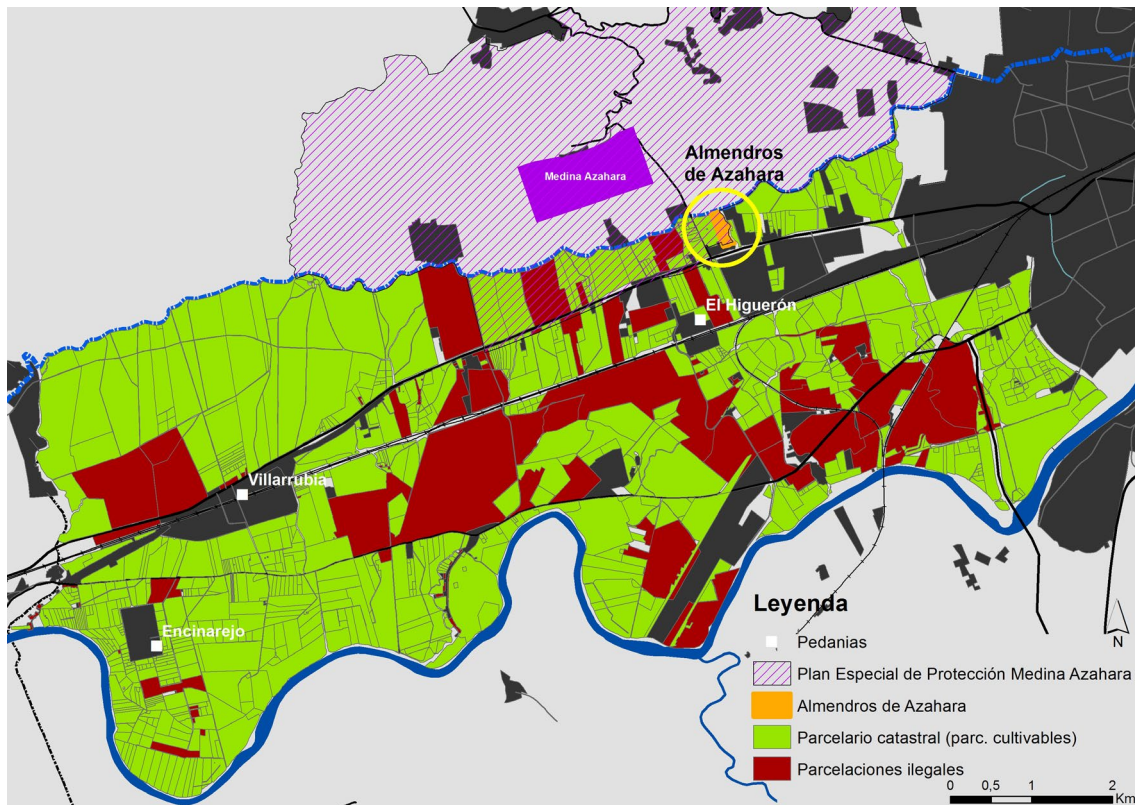 Almendros
de Azahara
Medina Azahara
El Higuerón
Villarrubia
Encinarejo
Leyenda
Pedanias
Plan Especial de Protección Medina Azahara
Almendros de Azahara
Parcelario catastral (parc. cultivables)
Parcelaciones ilegales
N
0 0,5 1 2
Km